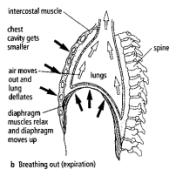 intercostal muscle
chest
cavity gets
smaller
spine
air moves
out and
lung
deflates
lungs
diaphragm
muscles relax
and diaphragm
moves up
b Breathing out (expiration)